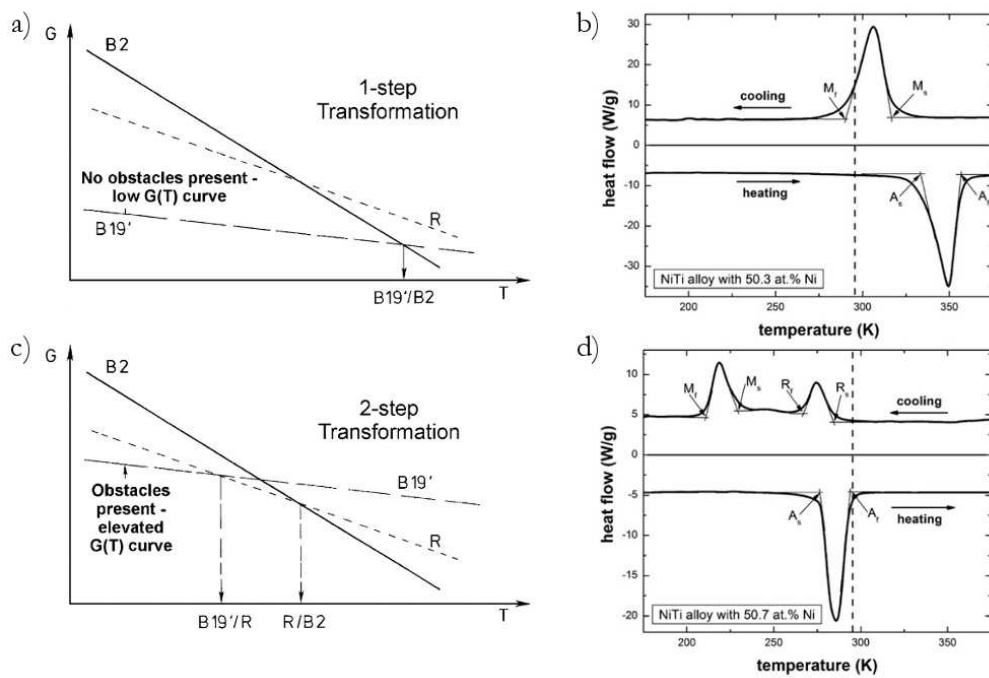 a)
G
B2
1-step
Transformation
No obstacles present -
low G(T) curve
B19'
R
B19'/B2
T
b)
heat flow (W/g)
30
20
10
0
-10
-20
-30
cooling
Mf
Ms
heating
As
Af
NiTi alloy with 50.3 at.% Ni
200
250
300
350
temperature (K)
c)
G
B2
2-step
Transformation
B19'
Obstacles
present -
elevated
G(T) curve
R
B19'/R
R/B2
T
d)
heat flow (W/g)
10
5
0
-5
-10
-15
-20
Mf
Ms
Rf
Rs
cooling
As
Af
heating
NiTi alloy with 50.7 at.% Ni
200
250
300
350
temperature (K)